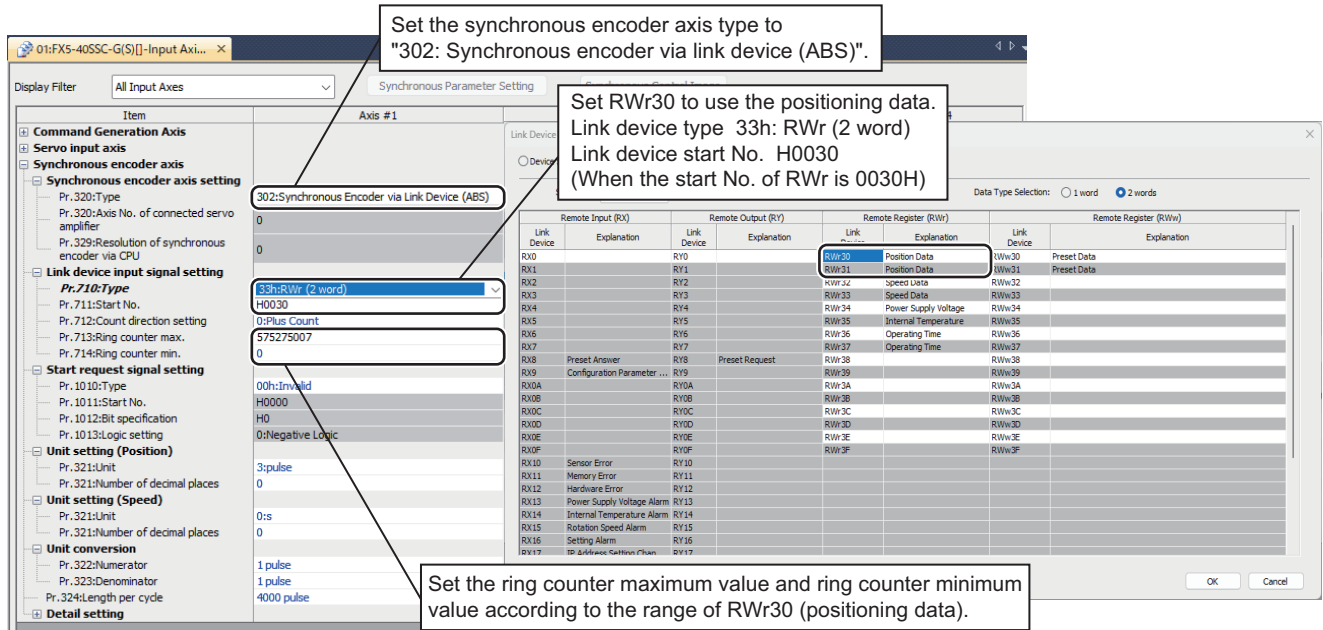 Set the synchronous encoder axis type to
"302: Synchronous encoder via link device (ABS)".
01:FX5-40SSC-G(S)[]-Input Axi... ×
Display Filter All Input Axes Synchronous Parameter Setting
Set RWr30 to use the positioning data.
Link device type 33h: RWr (2 word)
Link device start No. H0030
(When the start No. of RWr is 0030H)
Item Axis #1
Command Generation Axis
Servo input axis
Synchronous encoder axis
Synchronous encoder axis setting
Pr.320:Type 302:Synchronous Encoder via Link Device (ABS)
Pr.320:Axis No. of connected servo
amplifier 0
Pr.329:Resolution of synchronous
encoder via CPU 0
Link device input signal setting
Pr.710:Type 33h:RWr (2 word)
Pr.711:Start No. H0030
Pr.712:Count direction setting 0:Plus Count
Pr.713:Ring counter max. 575275007
Pr.714:Ring counter min. 0
Start request signal setting
Pr.1010:Type 00h:Invalid
Pr.1011:Start No. H0000
Pr.1012:Bit specification H0
Pr.1013:Logic setting 0:Negative Logic
Unit setting (Position)
Pr.321:Unit 3:pulse
Pr.321:Number of decimal places 0
Unit setting (Speed)
Pr.321:Unit 0:s
Pr.321:Number of decimal places 0
Unit conversion
Pr.322:Numerator 1 pulse
Pr.323:Denominator 1 pulse
Pr.324:Length per cycle 4000 pulse
Detail setting
Link Device
Device
Data Type Selection: 1 word 2 words
Remote Input (RX) Remote Output (RY) Remote Register (RWr) Remote Register (RWw)
Link Device Explanation Link Device Explanation Link Explanation Link Device Explanation
RX0 RY0 RWr30 Position Data RWw30 Preset Data
RX1 RY1 RWr31 Position Data RWw31 Preset Data
RX2 RY2 RWr32 Speed Data RWw32
RX3 RY3 RWr33 Speed Data RWw33
RX4 RY4 RWr34 Power Supply Voltage RWw34
RX5 RY5 RWr35 Internal Temperature RWw35
RX6 RY6 RWr36 Operating Time RWw36
RX7 RY7 RWr37 Operating Time RWw37
RX8 Preset Answer RY8 Preset Request RWr38 RWw38
RX9 Configuration Parameter ... RY9 RWr39 RWw39
RX0A RY0A RWr3A RWw3A
RX0B RY0B RWr3B RWw3B
RX0C RY0C RWr3C RWw3C
RX0D RY0D RWr3D RWw3D
RX0E RY0E RWr3E RWw3E
RX0F RY0F RWr3F RWw3F
RX10 Sensor Error RY10
RX11 Memory Error RY11
RX12 Hardware Error RY12
RX13 Power Supply Voltage Alarm RY13
RX14 Internal Temperature Alarm RY14
RX15 Rotation Speed Alarm RY15
RX16 Setting Alarm RY16
RX17 IP Address Setting Chan RY17
OK Cancel
Set the ring counter maximum value and ring counter minimum
value according to the range of RWr30 (positioning data).